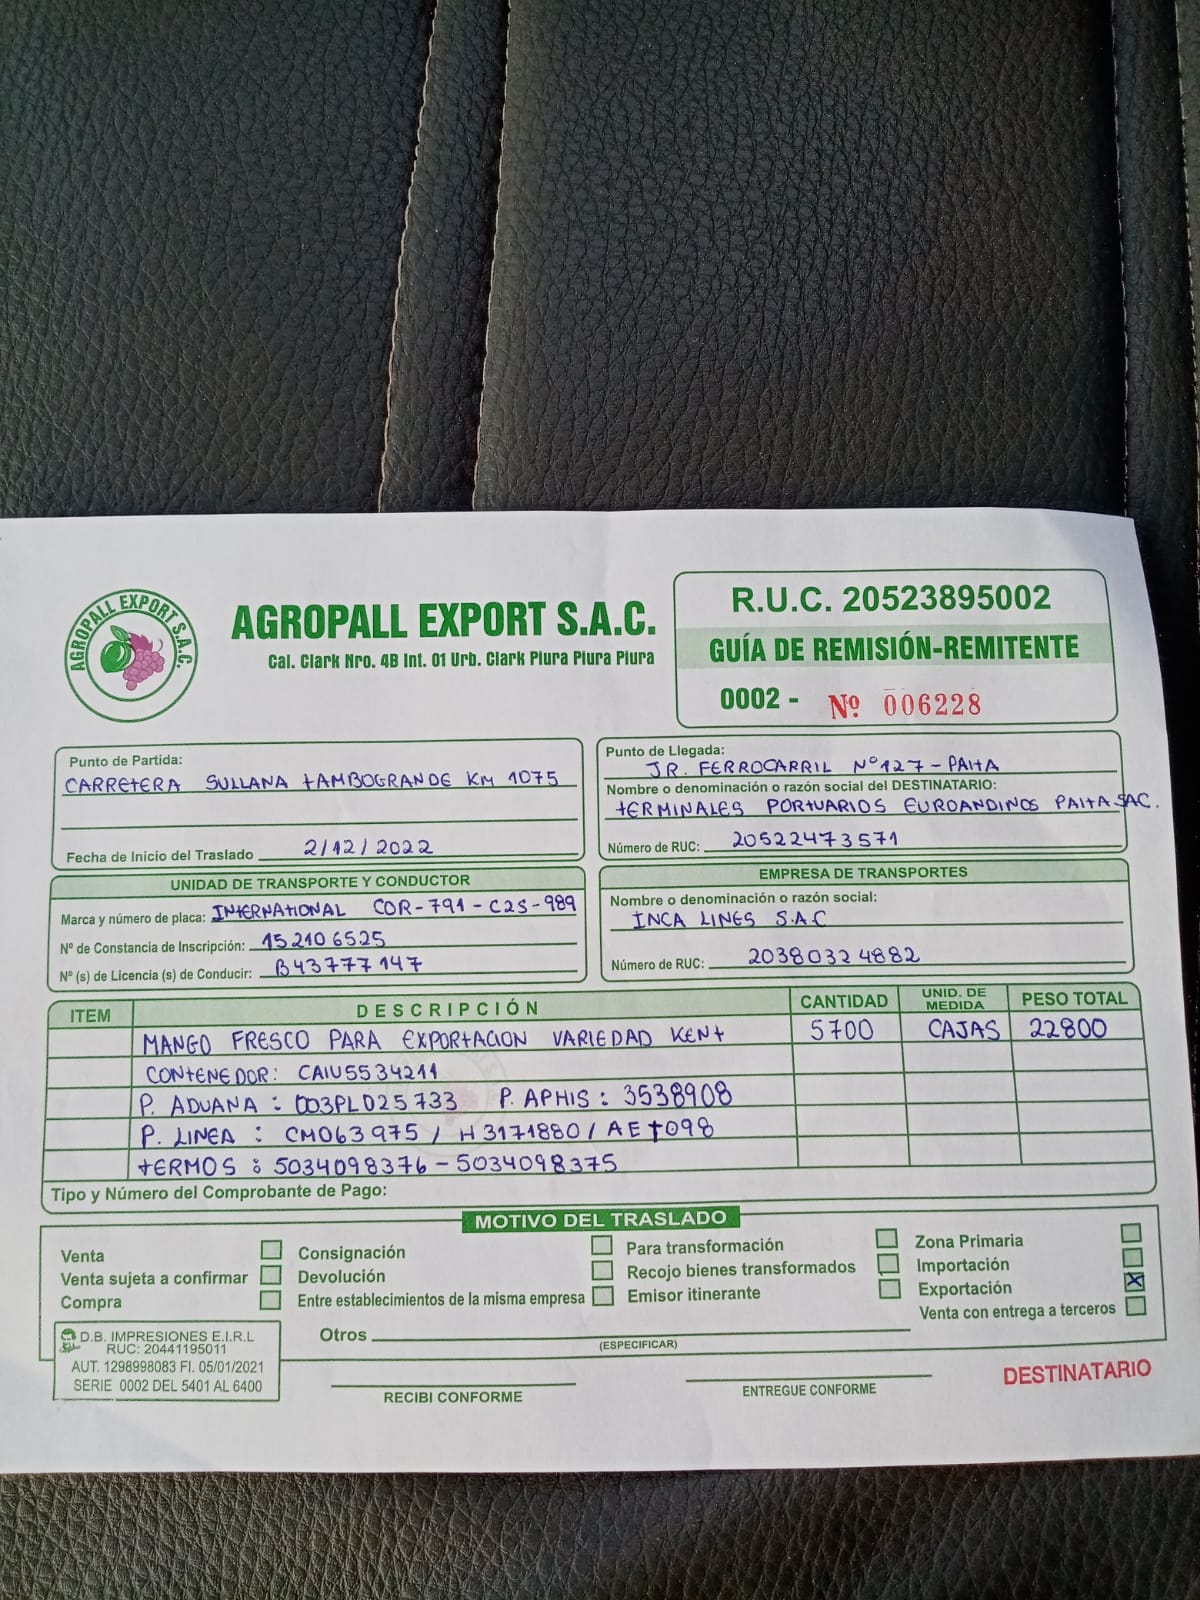 AGROPALL EXPORT S.A.C.
AGROPALL EXPORT S.A.C.
Cal. Clark Nro. 4B Int. 01 Urb. Clark Piura Piura Piura
R.U.C. 20523895002
GUÍA DE REMISIÓN-REMITENTE
0002 - Nº 006228
Punto de Partida:
CARRETERA SULLANA TAMBOGRANDE KM 1075
Fecha de Inicio del Traslado 2/12/2022
Punto de Llegada:
JR. FERROCARRIL N°127-PAITA
Nombre o denominación o razón social del DESTINATARIO:
TERMINALES PORTUARIOS EUROANDINOS PAITA SAC.
Número de RUC: 20522473571
UNIDAD DE TRANSPORTE Y CONDUCTOR
Marca y número de placa: INTERNATIONAL COR-791-C2S-989
Nº de Constancia de Inscripción: 152106525
Nº (s) de Licencia (s) de Conducir: B43777147
EMPRESA DE TRANSPORTES
Nombre o denominación o razón social:
INCA LINES S.A.C
Número de RUC: 20380324882
ITEM DESCRIPCIÓN CANTIDAD UNID. DE MEDIDA PESO TOTAL
MANGO FRESCO PARA EXPORTACION VARIEDAD KENT 5700 CAJAS 22800
CONTENEDOR: CAIU5534211
P. ADUANA: 003PL025733 P. APHIS: 3538908
P. LINEA: CM063975/H3171880/AET098
TERMOS: 5034098376-5034098375
Tipo y Número del Comprobante de Pago:
MOTIVO DEL TRASLADO
Venta Consignación Para transformación Zona Primaria
Venta sujeta a confirmar Devolución Recojo bienes transformados Importación
Compra Entre establecimientos de la misma empresa Emisor itinerante Exportación X
Venta con entrega a terceros
Otros
(ESPECIFICAR)
D.B. IMPRESIONES E.I.R.L
RUC: 20441195011
AUT. 1298998083 FI. 05/01/2021
SERIE 0002 DEL 5401 AL 6400
RECIBI CONFORME
ENTREGUE CONFORME
DESTINATARIO